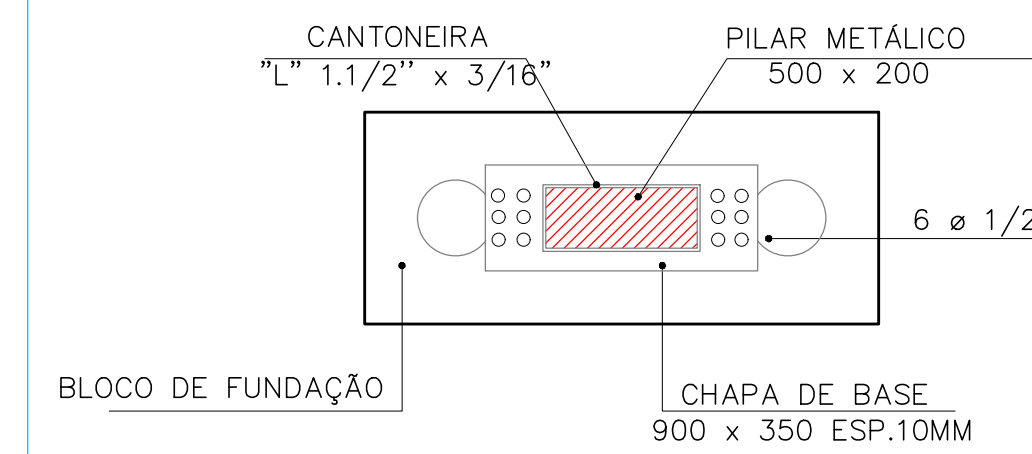 CANTONEIRA
"L" 1.1/2'' x 3/16"
PILAR METÁLICO
500 x 200
6 ø 1/2
BLOCO DE FUNDAÇÃO
CHAPA DE BASE
900 x 350 ESP.10MM